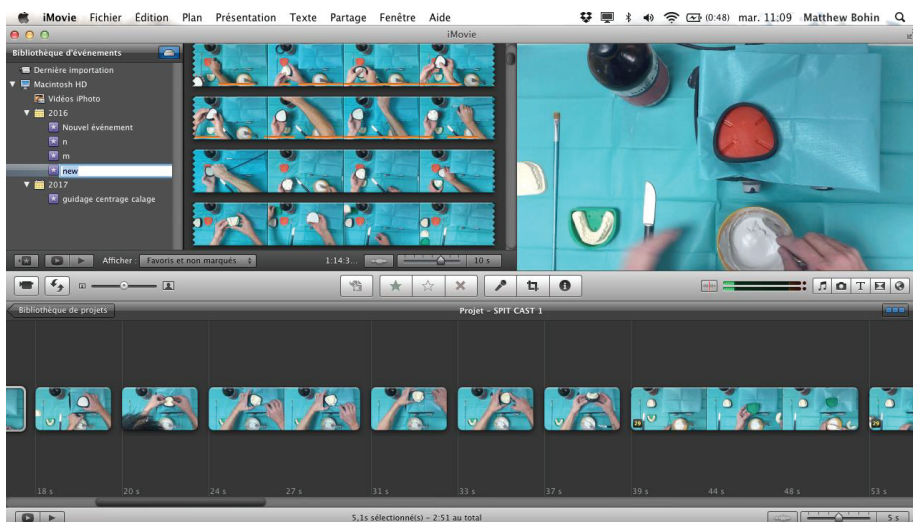 iMovie Fichier Édition Plan Présentation Texte Partage Fenêtre Aide (0:48) mar. 11:09 Matthew Bohin
iMovie
Bibliothèque d'événements
Dernière importation
Macintosh HD
Vidéos iPhoto
2016
Nouvel événement
n
m
new
2017
guidage centrage calage
Afficher : Favoris et non marqués 1:14:3... 10 s
T
Bibliothèque de projets Projet – SPIT CAST 1
29 29
18 s 20 s 24 s 27 s 31 s 33 s 37 s 39 s 44 s 48 s 53 s
5,1s sélectionné(s) – 2:51 au total 5 s